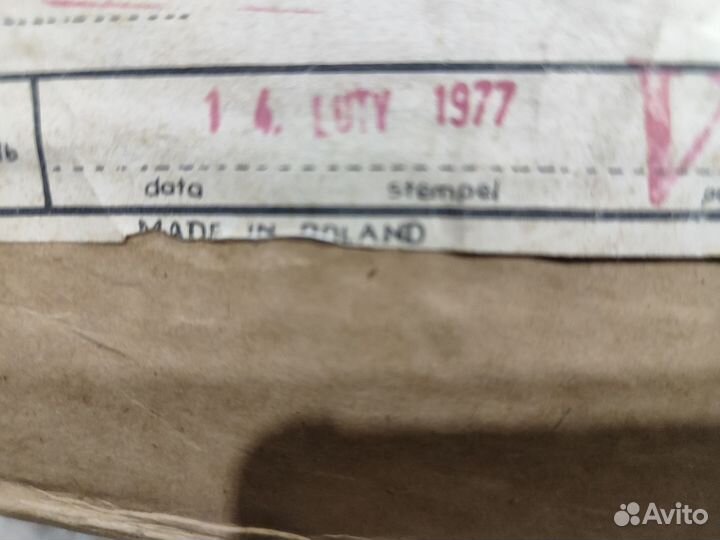 1 4. LUTY 1977
data stempel
MADE IN POLAND
Avito